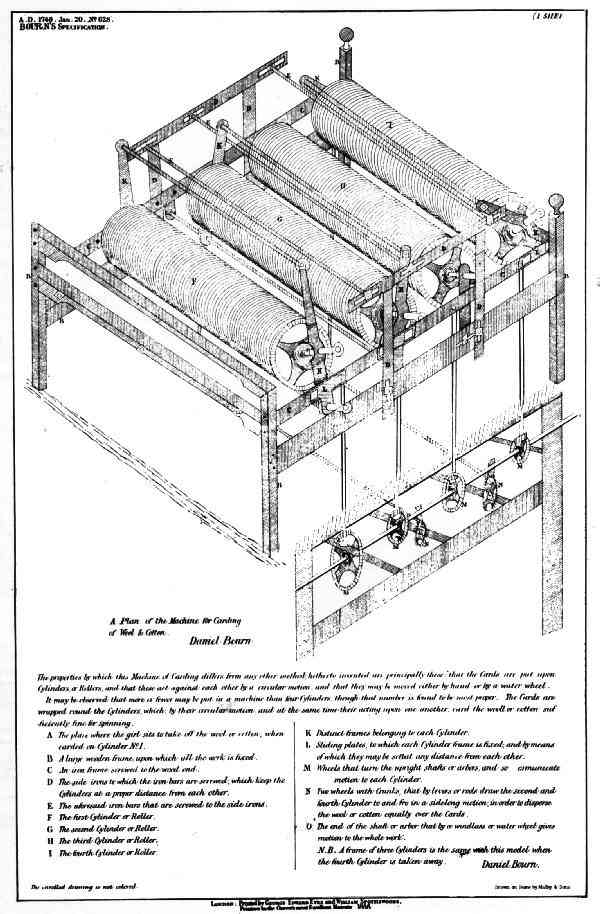 A.D. 1748. Jan. 20. Nº 628.
BOURN'S SPECIFICATION.
(1 SHEET)
A Plan of the Machine for Carding
of Wool & Cotton.
Daniel Bourn
The properties by which this Machine of Carding differs from any other method hitherto invented are principally these that the Cards are put upon
Cylinders or Rollers, and that these act against each other by a circular motion, and that they may be moved either by hand or by a water wheel.
It may be observed that more or fewer may be put in a machine than four Cylinders, though that number is found to be most proper. The Cards are
wrapped round the Cylinders, which by their circular motion and at the same time their acting upon one another, card the wooll or cotton suf-
ficiently fine for spinning.
A The place where the girl sits to take off the wool or cotton, when
carded on Cylinder Nº 1.
B A large wooden frame, upon which all the work is fixed.
C An iron frame screwed to the wood end.
D The side irons to which the iron bars are screwed, which keep the
Cylinders at a proper distance from each other.
E The aforesaid iron bars that are screwed to the side irons.
F The first Cylinder or Roller.
G The second Cylinder or Roller.
H The third Cylinder or Roller.
I The fourth Cylinder or Roller.
K Distinct frames belonging to each Cylinder.
L Sliding plates, to which each Cylinder frame is fixed, and by means
of which they may be set at any distance from each other.
M Wheels that turn the upright shafts or arbors, and so comunicate
motion to each Cylinder.
N Two wheels with Cranks, that by levers or rods draw the second and
fourth Cylinder to and fro in a sidelong motion, in order to disperse
the wool or cotton equally over the Cards.
O The end of the shaft or arbor that by a windlass or water wheel gives
motion to the whole work.
N.B. A frame of three Cylinders is the same with this model when
the fourth Cylinder is taken away.
Daniel Bourn.
The enrolled drawing is not colored.
Drawn on Stone by Malby & Sons
LONDON: Printed by GEORGE EDWARD EYRE and WILLIAM SPOTTISWOODE,
Printers to the Queen's most Excellent Majesty.